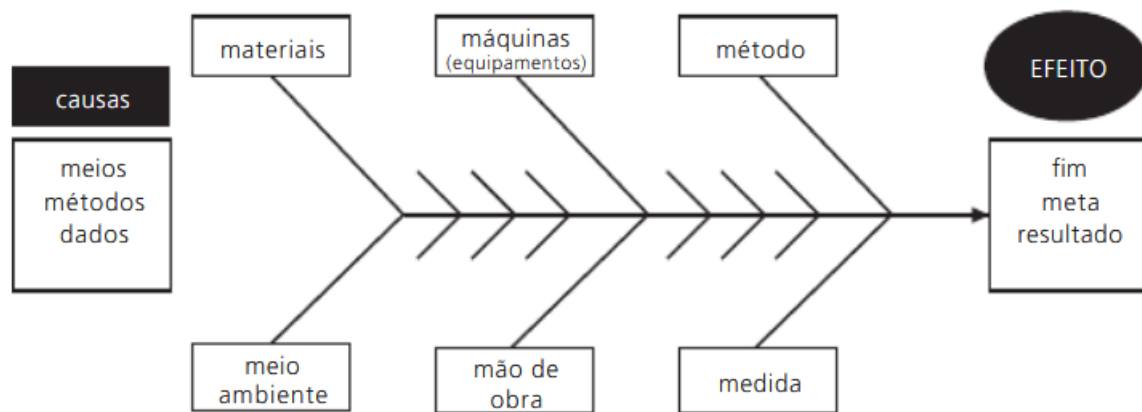 materiais
máquinas
(equipamentos)
método
EFEITO
causas
meios
métodos
dados
fim
meta
resultado
meio
ambiente
mão de
obra
medida